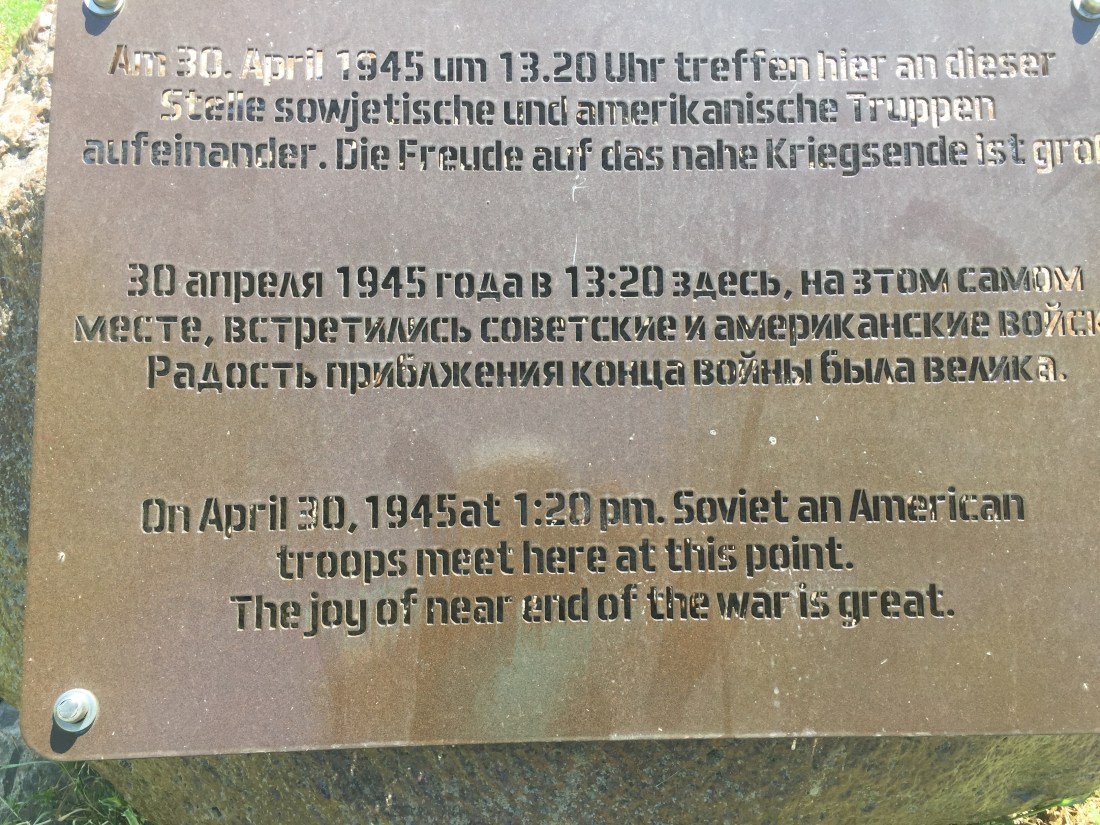 Am 30. April 1945 um 13.20 Uhr treffen hier an dieser
Stelle sowjetische und amerikanische Truppen
aufeinander. Die Freude auf das nahe Kriegsende ist
30 апреля 1945 года в 13:20 здесь, на зтом самом
месте, встретились советские и американские
Радость приближения конца войны была велика.
On April 30, 1945at 1:20 pm. Soviet an American
troops meet here at this point.
The joy of near end of the war is great.